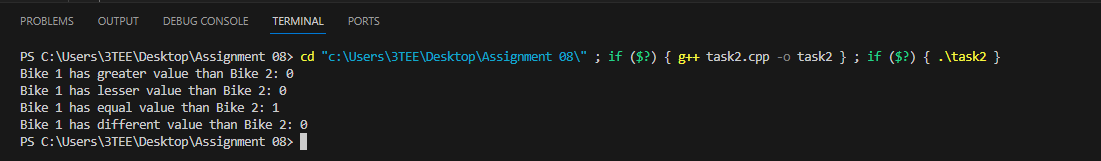 PROBLEMS OUTPUT DEBUG CONSOLE TERMINAL PORTS
PS C:\Users\3TEE\Desktop\Assignment 08> cd "c:\Users\3TEE\Desktop\Assignment 08\" ; if ($?) { g++ task2.cpp -o task2 } ; if ($?) { .\task2 }
Bike 1 has greater value than Bike 2: 0
Bike 1 has lesser value than Bike 2: 0
Bike 1 has equal value than Bike 2: 1
Bike 1 has different value than Bike 2: 0
PS C:\Users\3TEE\Desktop\Assignment 08>